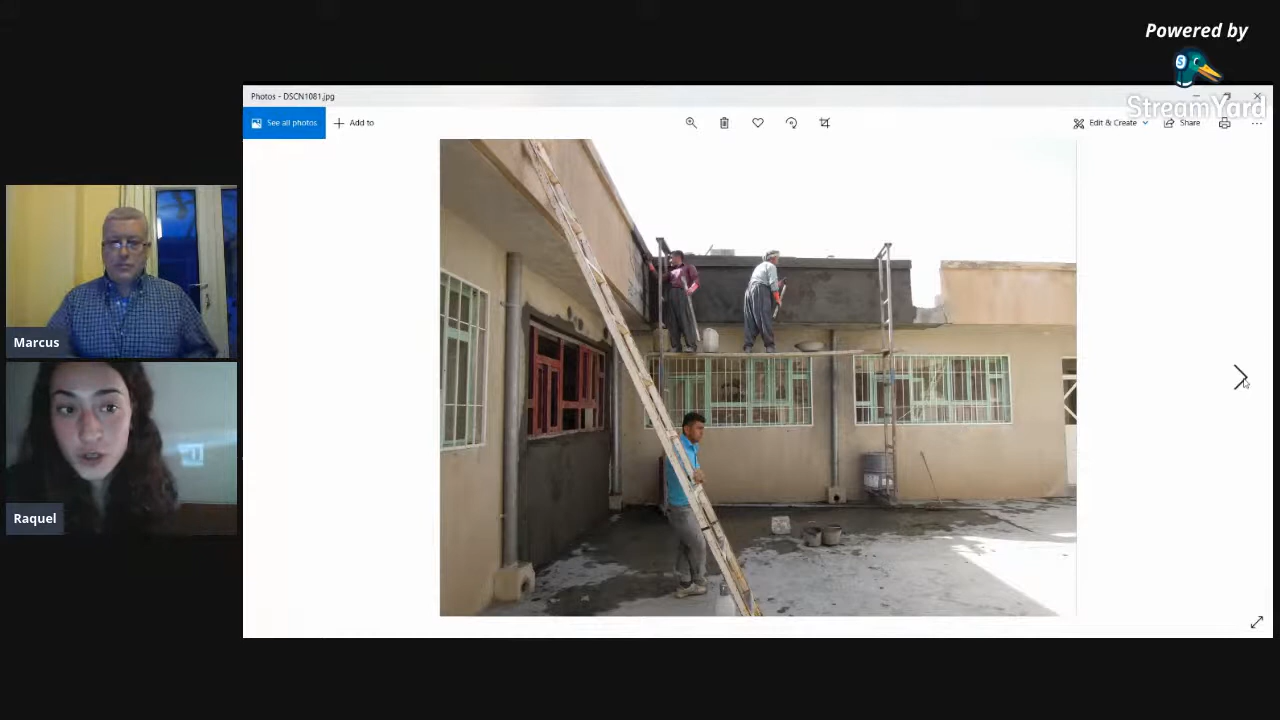 Powered by
StreamYard
Photos - DSCN1081.jpg
See all photos
Add to
Edit & Create
Share
Marcus
Raquel